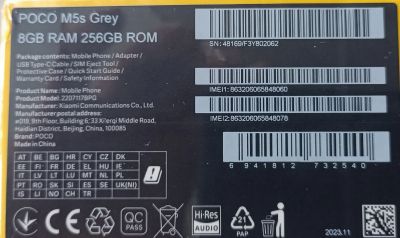 POCO M5s Grey
8GB RAM 256GB ROM
Contents: Mobile Phone / Adapter /
USB Type-C Cable / SIM Eject Tool /
Protective Case / Quick Start Guide /
Warranty Card / Safety Information
Product Name: Mobile Phone
Product Model: 2207117BPG
Manufacturer: Xiaomi Communications Co., Ltd.
Manufacturer postal address:
#019, 9th Floor, Building 6, 33 Xi'erqi Middle Road,
Haidian District, Beijing, China, 100085
Brand: POCO
Made in China
AT BE BG HR CY CZ DK
EE FI FR DE EL HU IE
IT LV LT LU MT NL PL
PT RO SK SI ES SE UK(NI)
IS LI NO CH TR
SN: 48169/F3Y802062
IMEI1: 863206065848060
IMEI2: 863206065848078
6 941812 732540
CE
QC
PASS
Hi-Res
AUDIO
21
PAP
2023.11